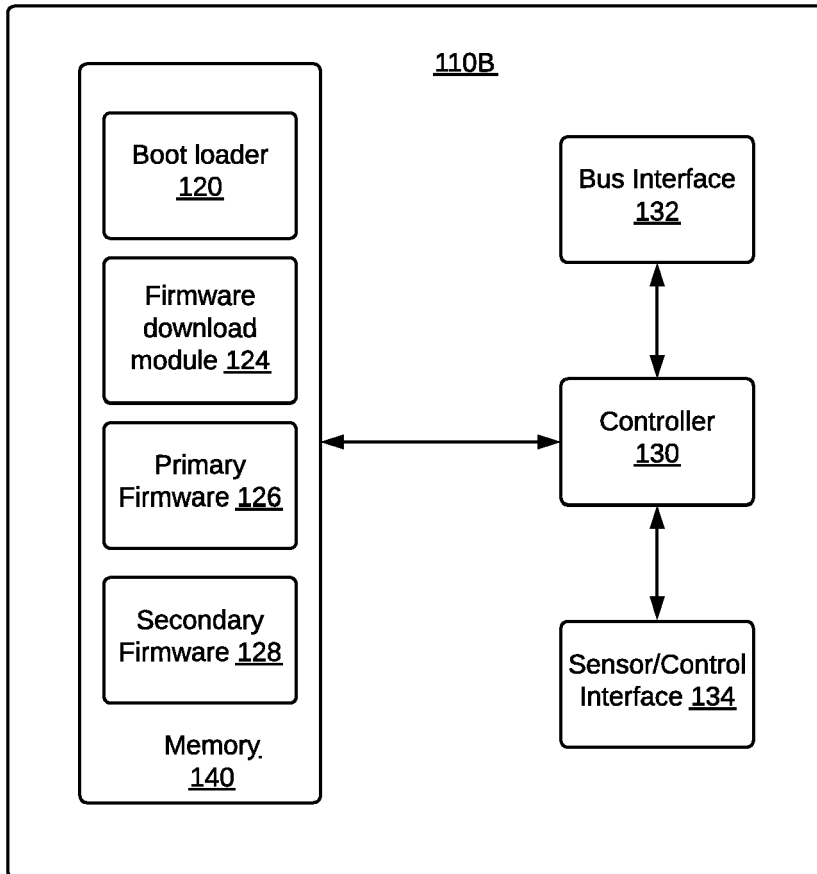 110B
Boot loader
120
Firmware
download
module 124
Primary
Firmware 126
Secondary
Firmware 128
Memory
140
Bus Interface
132
Controller
130
Sensor/Control
Interface 134